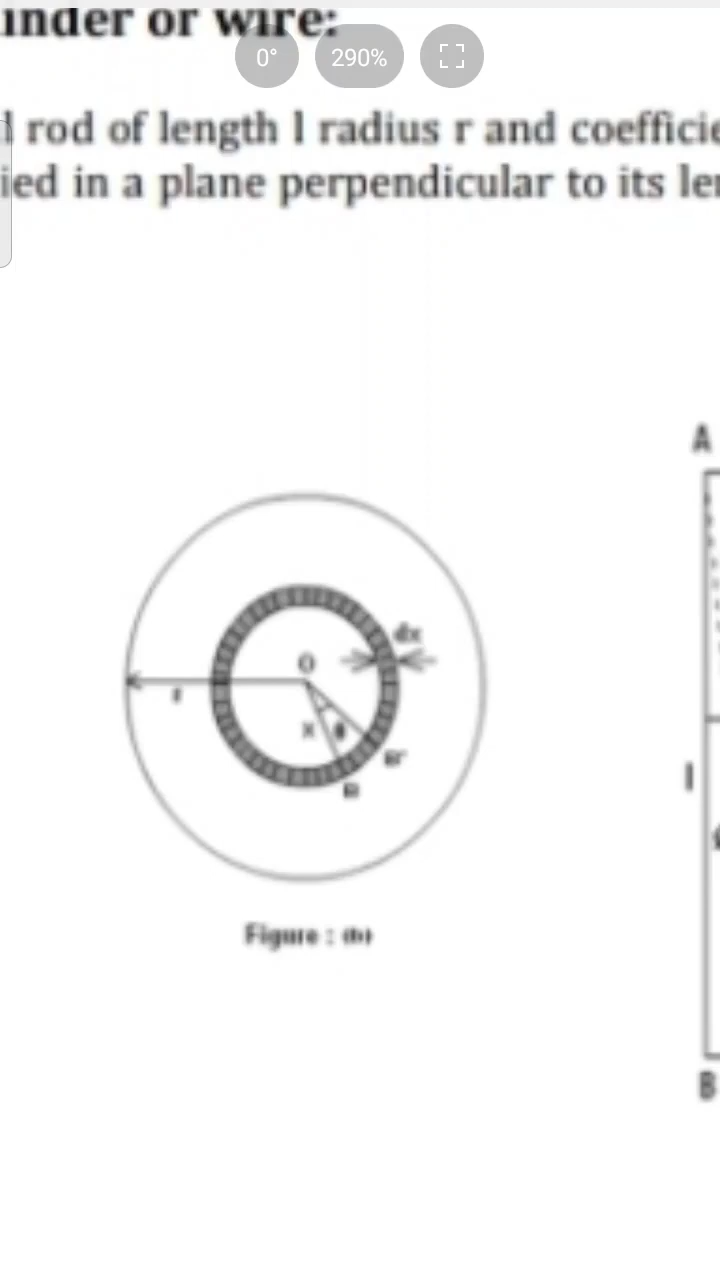 inder or wire:
0° 290%
rod of length l radius r and coefficie
ied in a plane perpendicular to its ler
A
dx
O
r
x
B
l
Figure : (b)
B